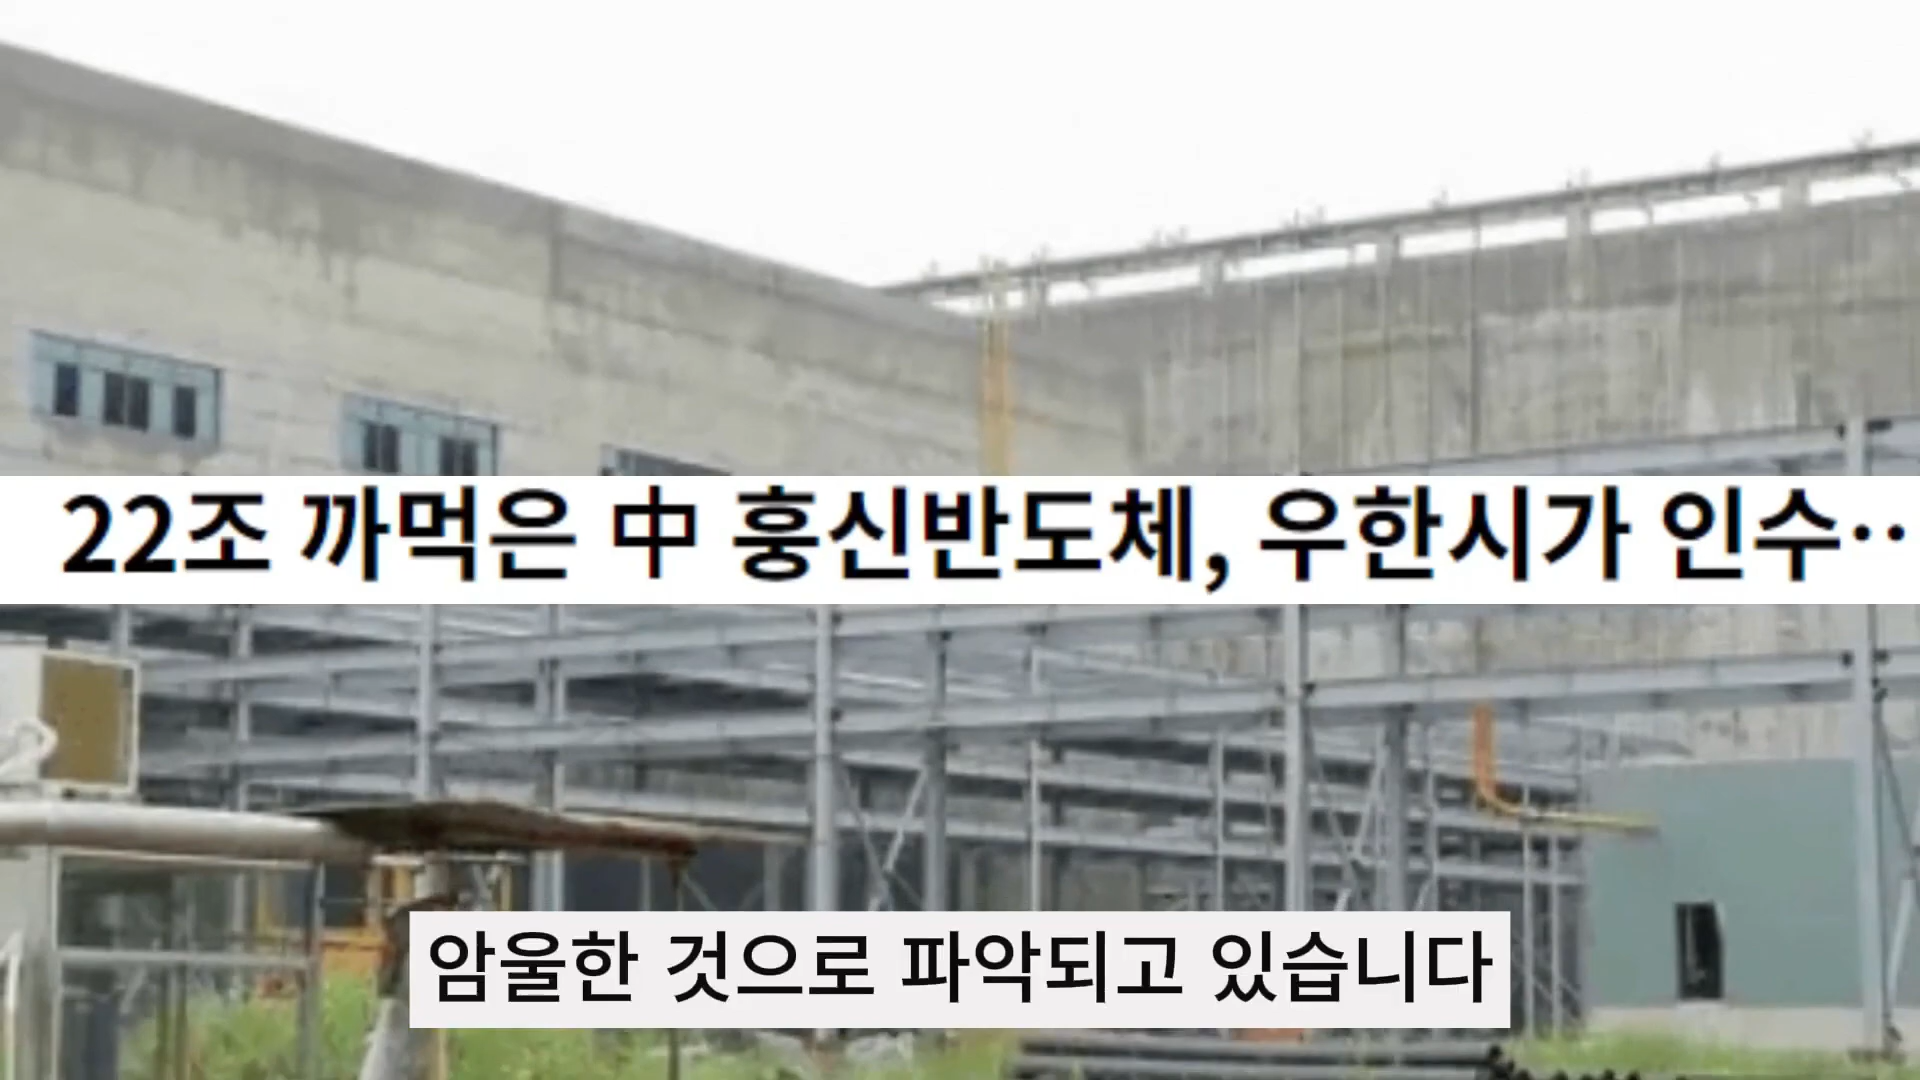 22조 까먹은 中 훙신반도체, 우한시가 인수··
암울한 것으로 파악되고 있습니다